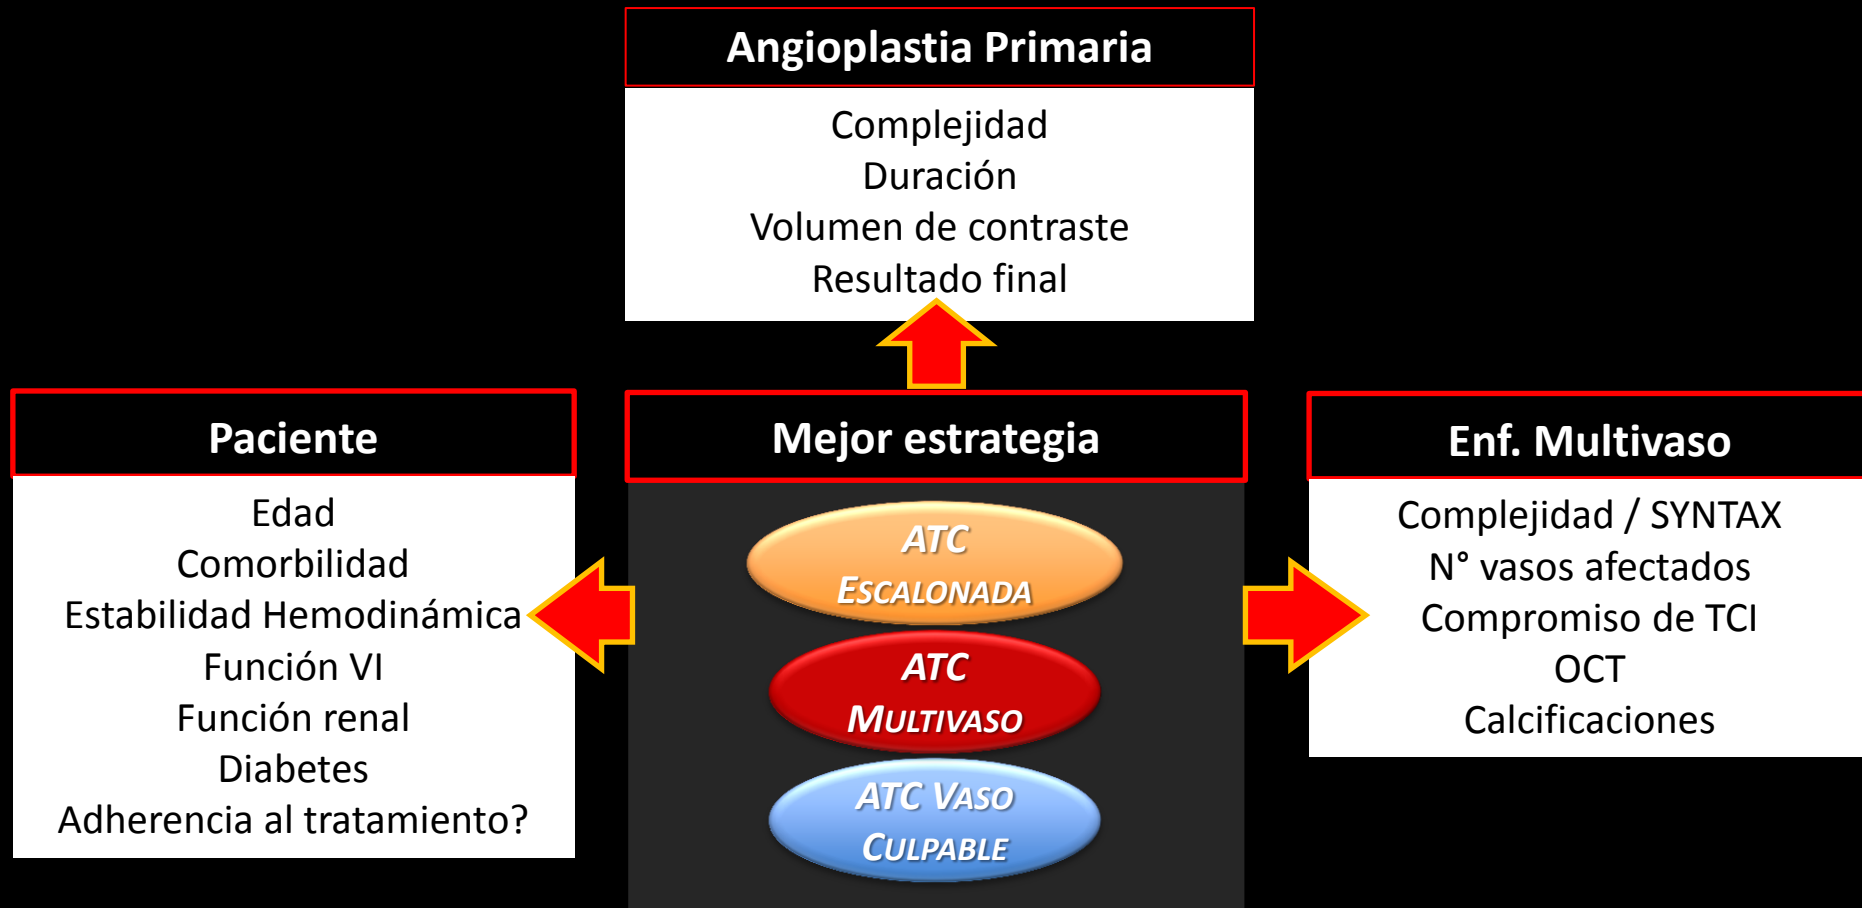 Angioplastia Primaria
Complejidad
Duración
Volumen de contraste
Resultado final
Paciente
Edad
Comorbilidad
Estabilidad Hemodinámica
Función VI
Función renal
Diabetes
Adherencia al tratamiento?
Mejor estrategia
ATC
ESCALONADA
ATC
MULTIVASO
ATC VASO
CULPABLE
Enf. Multivaso
Complejidad / SYNTAX
N° vasos afectados
Compromiso de TCI
OCT
Calcificaciones